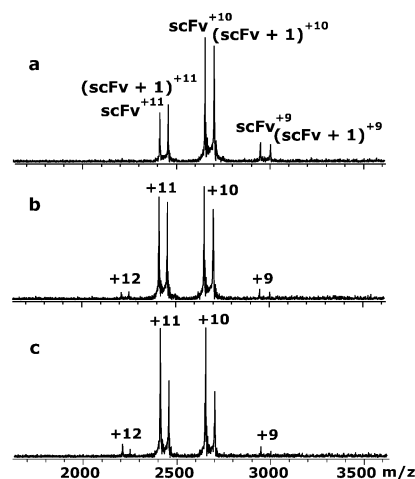 scFv+10
(scFv + 1)+10
a
(scFv + 1)+11
scFv+11
scFv+9
(scFv + 1)+9
b
+11
+10
+12
+9
c
+11
+10
+12
+9
2000 2500 3000 3500 m/z